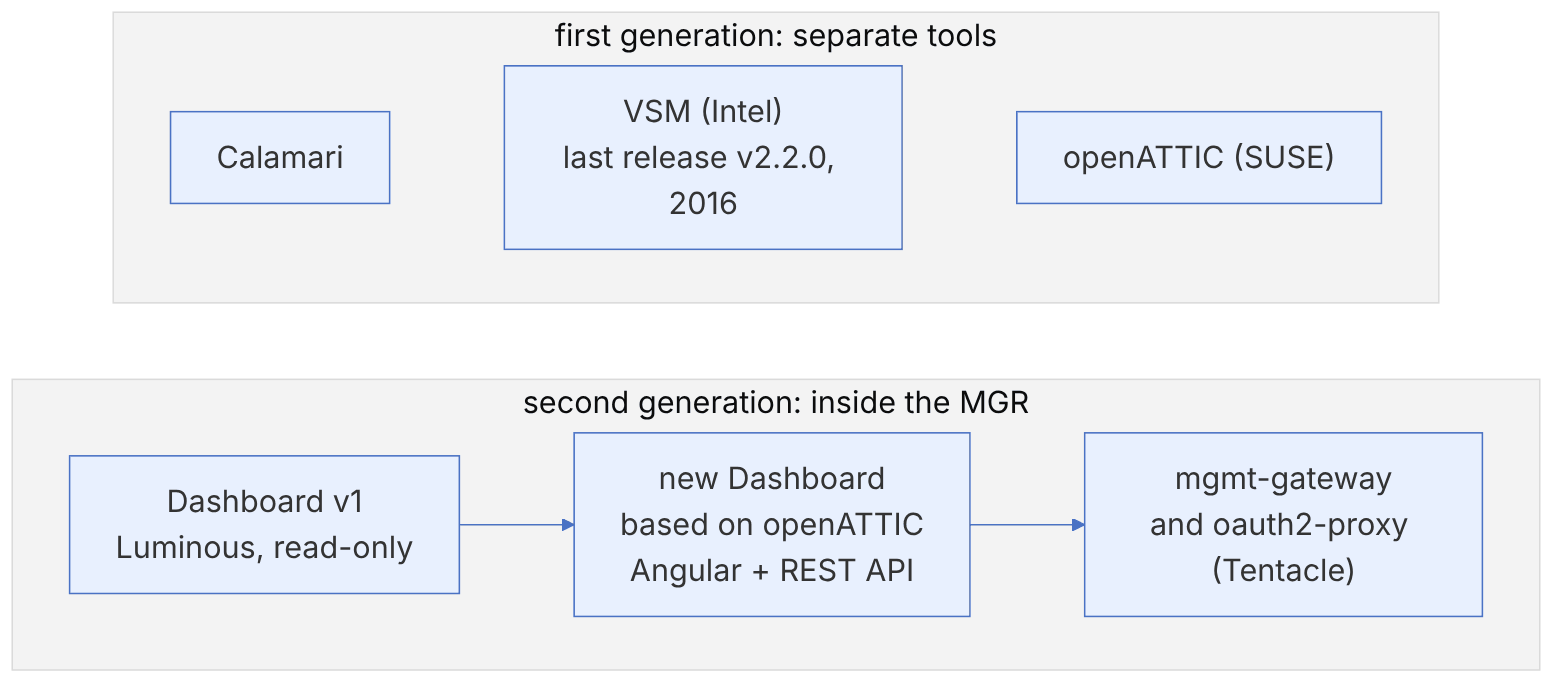 first generation: separate tools
Calamari
VSM (Intel)
last release v2.2.0,
2016
openATTIC (SUSE)
second generation: inside the MGR
Dashboard v1
Luminous, read-only
new Dashboard
based on openATTIC
Angular + REST API
mgmt-gateway
and oauth2-proxy
(Tentacle)